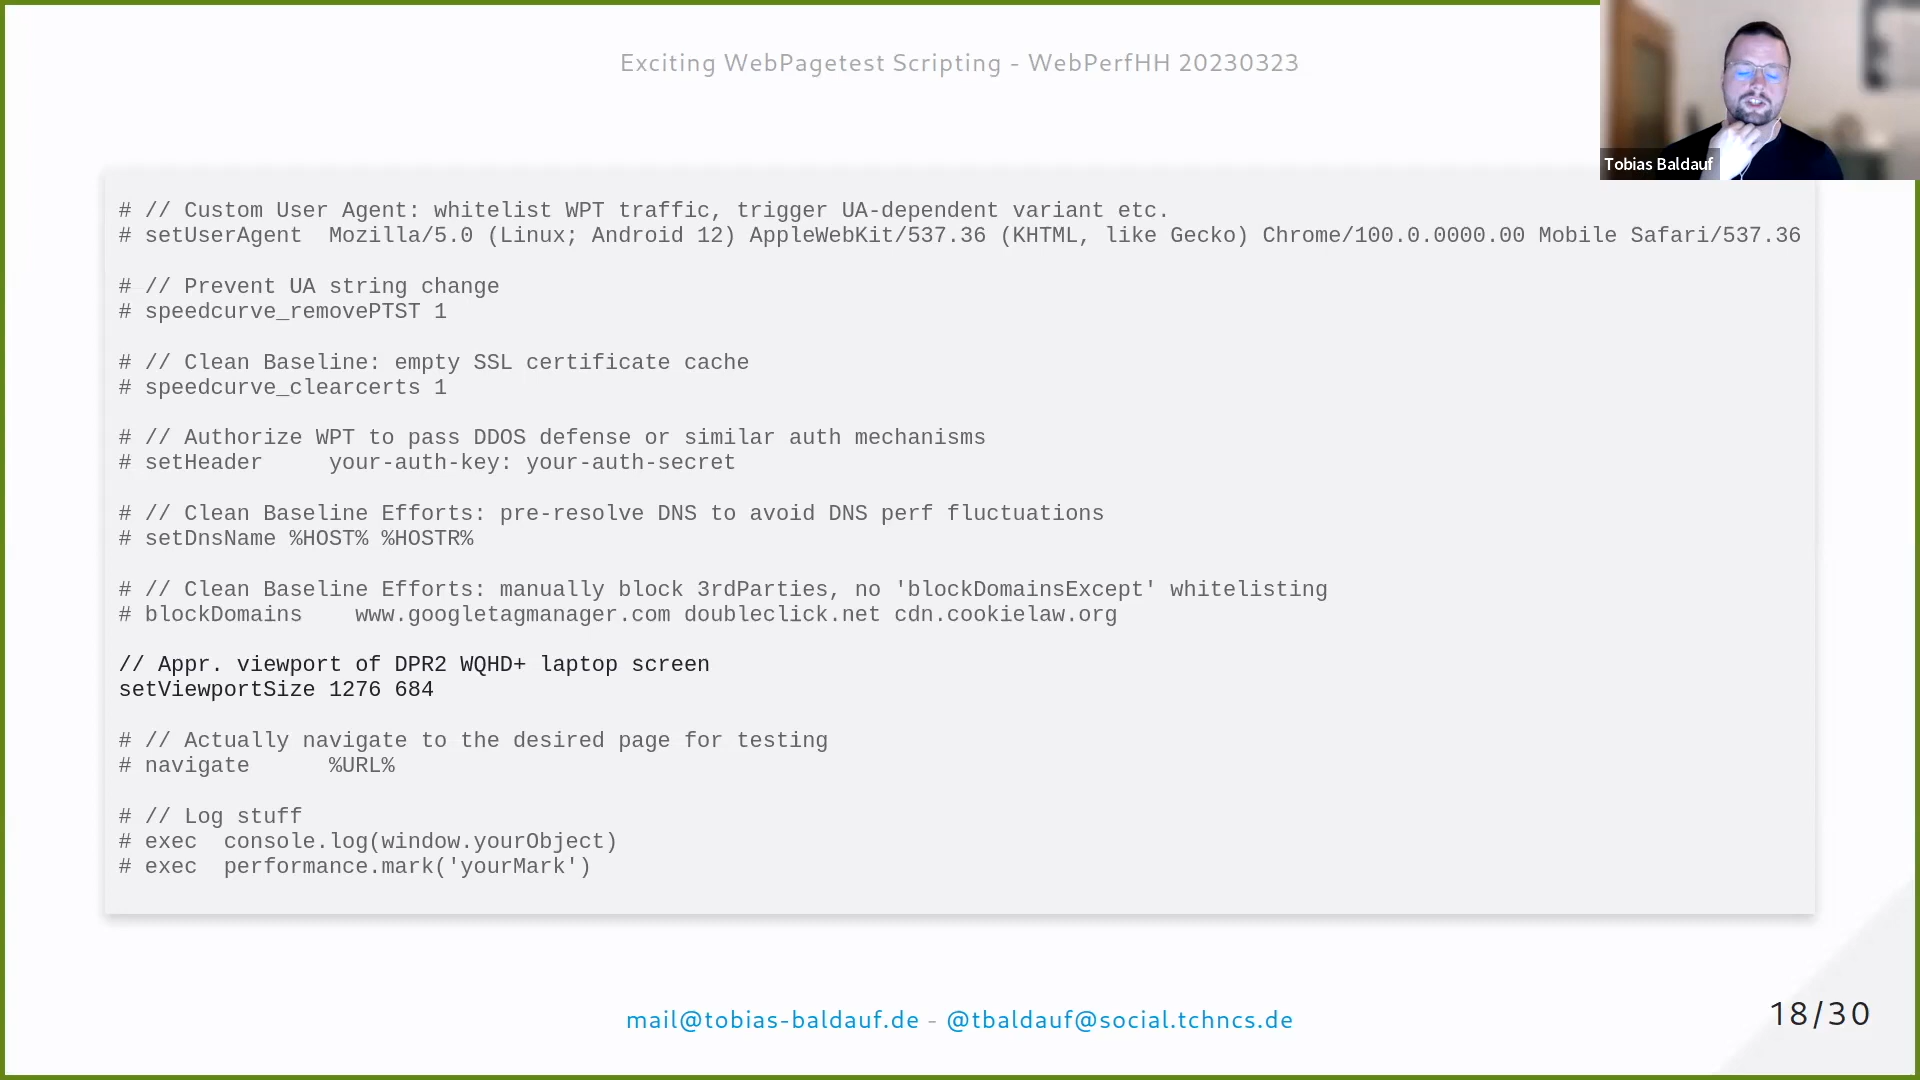 Exciting WebPagetest Scripting - WebPerfHH 20230323
Tobias Baldauf
# // Custom User Agent: whitelist WPT traffic, trigger UA-dependent variant etc.
# setUserAgent  Mozilla/5.0 (Linux; Android 12) AppleWebKit/537.36 (KHTML, like Gecko) Chrome/100.0.0000.00 Mobile Safari/537.36
# // Prevent UA string change
# speedcurve_removePTST 1
# // Clean Baseline: empty SSL certificate cache
# speedcurve_clearcerts 1
# // Authorize WPT to pass DDOS defense or similar auth mechanisms
# setHeader     your-auth-key: your-auth-secret
# // Clean Baseline Efforts: pre-resolve DNS to avoid DNS perf fluctuations
# setDnsName %HOST% %HOSTR%
# // Clean Baseline Efforts: manually block 3rdParties, no 'blockDomainsExcept' whitelisting
# blockDomains    www.googletagmanager.com doubleclick.net cdn.cookielaw.org
// Appr. viewport of DPR2 WQHD+ laptop screen
setViewportSize 1276 684
# // Actually navigate to the desired page for testing
# navigate      %URL%
# // Log stuff
# exec  console.log(window.yourObject)
# exec  performance.mark('yourMark')
mail@tobias-baldauf.de - @tbaldauf@social.tchncs.de
18/30